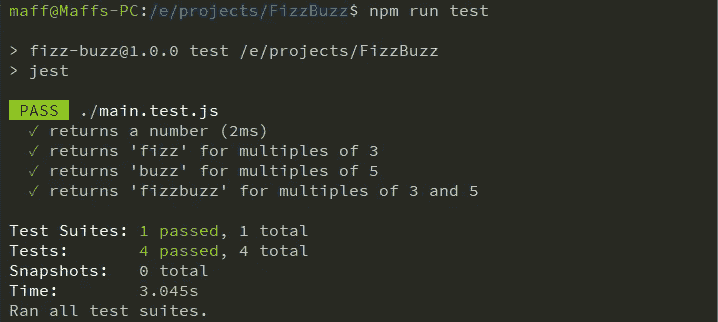 maff@Maffs-PC:/e/projects/FizzBuzz$ npm run test
> fizz-buzz@1.0.0 test /e/projects/FizzBuzz
> jest
PASS ./main.test.js
✓ returns a number (2ms)
✓ returns 'fizz' for multiples of 3
✓ returns 'buzz' for multiples of 5
✓ returns 'fizzbuzz' for multiples of 3 and 5
Test Suites: 1 passed, 1 total
Tests: 4 passed, 4 total
Snapshots: 0 total
Time: 3.045s
Ran all test suites.